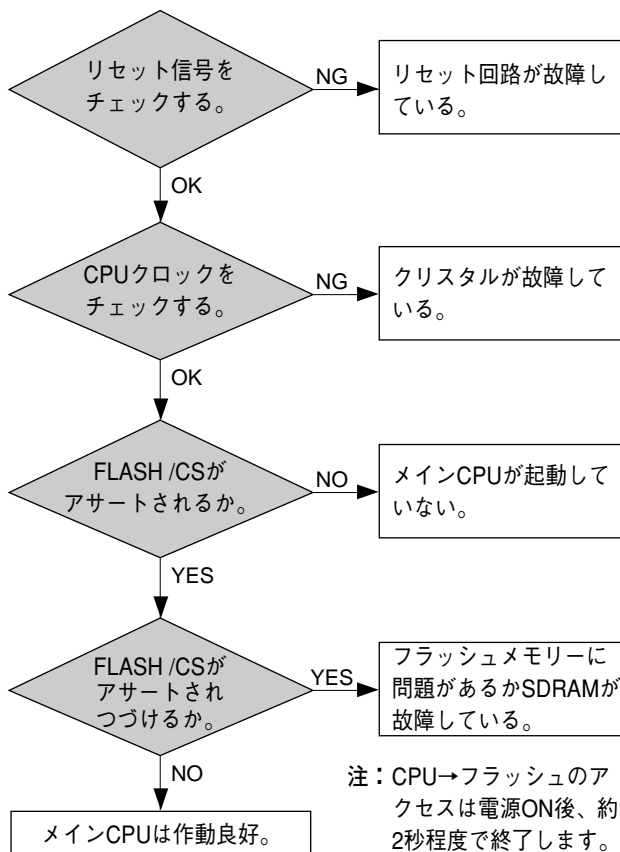 リセット信号を
チェックする。
NG
リセット回路が故障し
ている。
OK
CPUクロックを
チェックする。
NG
クリスタルが故障して
いる。
OK
FLASH /CSが
アサートされるか。
NO
メインCPUが起動して
いない。
YES
FLASH /CSが
アサートされ
つづけるか。
YES
フラッシュメモリーに
問題があるかSDRAMが
故障している。
NO
メインCPUは作動良好。
注：CPU→フラッシュのア
クセスは電源ON後、約
2秒程度で終了します。